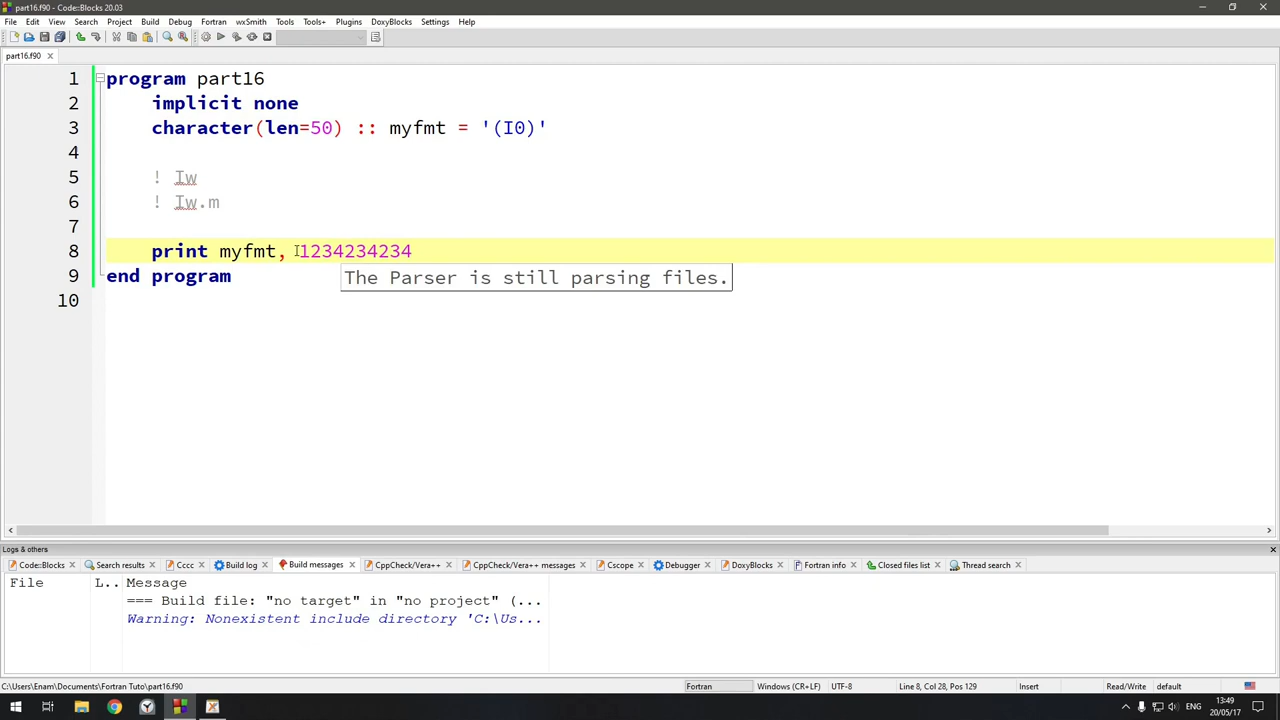 part16.f90 - Code::Blocks 20.03
File Edit View Search Project Build Debug Fortran wxSmith Tools Tools+ Plugins DoxyBlocks Settings Help
part16.f90
1 program part16
2 implicit none
3 character(len=50) :: myfmt = '(I0)'
4
5 ! Iw
6 ! Iw.m
7
8 print myfmt, 1234234234
9 end program
The Parser is still parsing files.
10
Logs & others
Code::Blocks Search results Cccc Build log Build messages CppCheck/Vera++ CppCheck/Vera++ messages Cscope Debugger DoxyBlocks Fortran info Closed files list Thread search
File L.. Message
=== Build file: "no target" in "no project" (...
Warning: Nonexistent include directory 'C:\Us...
C:\Users\Enam\Documents\Fortran Tuto\part16.f90 Fortran Windows (CR+LF) UTF-8 Line 8, Col 28, Pos 129 Insert Read/Write default
ENG 13:49
20/05/17